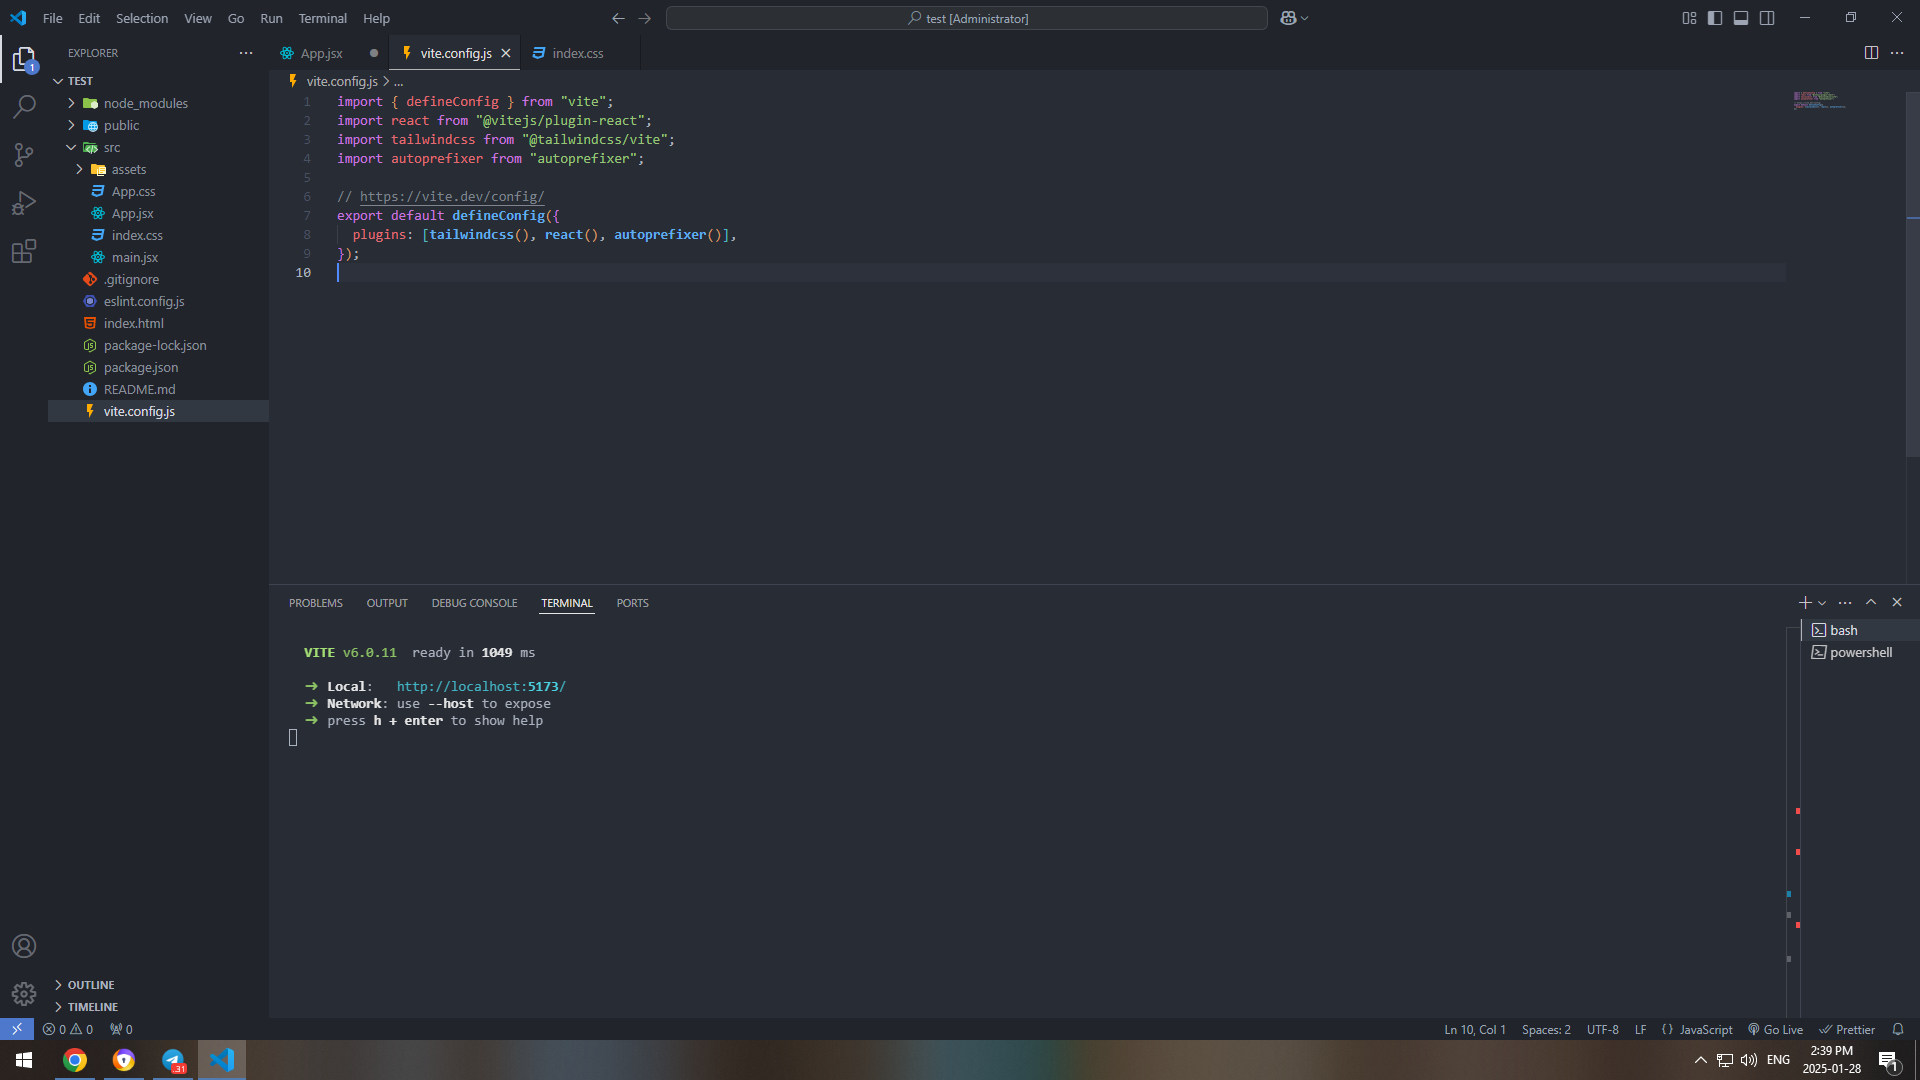 File Edit Selection View Go Run Terminal Help
test [Administrator]
EXPLORER
App.jsx
vite.config.js
index.css
TEST
node_modules
public
src
assets
App.css
App.jsx
index.css
main.jsx
.gitignore
eslint.config.js
index.html
package-lock.json
package.json
README.md
vite.config.js
OUTLINE
TIMELINE
vite.config.js > ...
1 import { defineConfig } from "vite";
2 import react from "@vitejs/plugin-react";
3 import tailwindcss from "@tailwindcss/vite";
4 import autoprefixer from "autoprefixer";
5
6 // https://vite.dev/config/
7 export default defineConfig({
8 plugins: [tailwindcss(), react(), autoprefixer()],
9 });
10
PROBLEMS OUTPUT DEBUG CONSOLE TERMINAL PORTS
VITE v6.0.11 ready in 1049 ms
➜ Local: http://localhost:5173/
➜ Network: use --host to expose
➜ press h + enter to show help
bash
powershell
0 0 0
Ln 10, Col 1 Spaces: 2 UTF-8 LF {} JavaScript Go Live Prettier
1
31
ENG
2:39 PM
2025-01-28
1